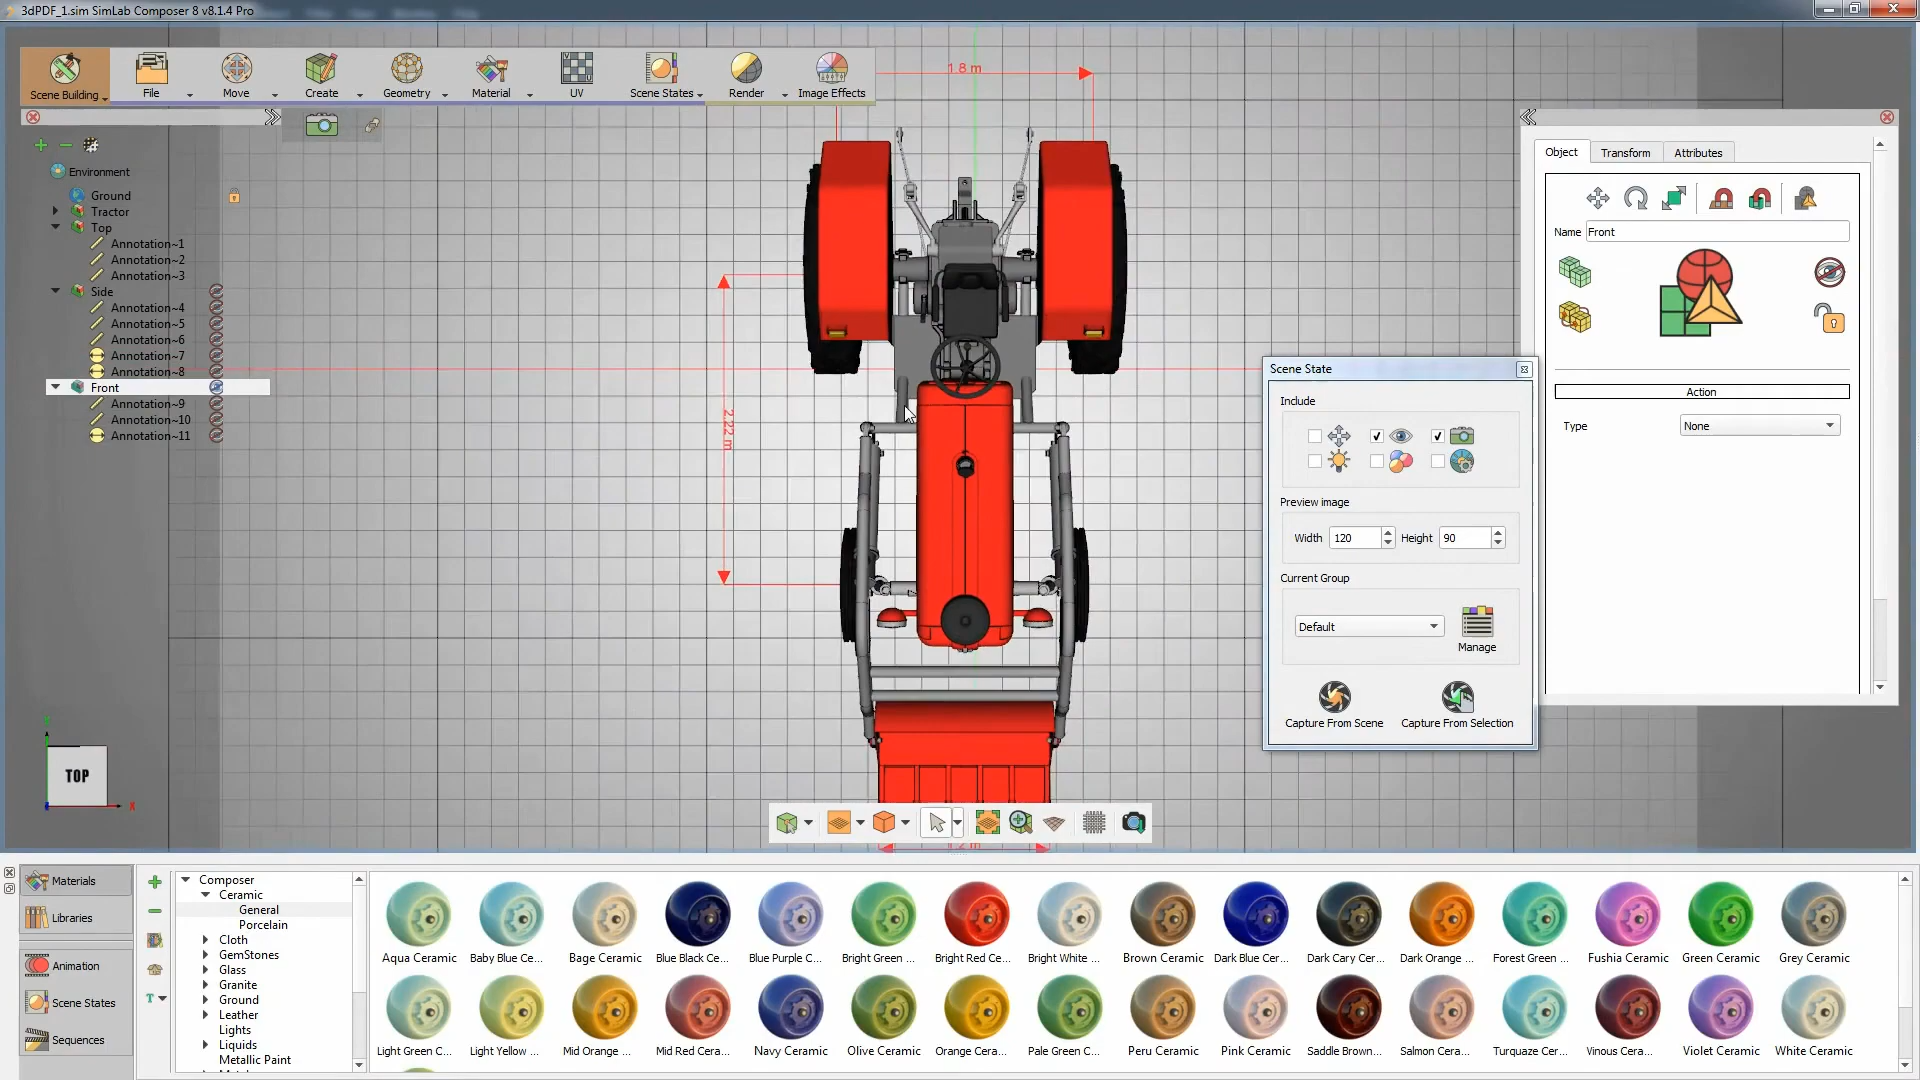 3dPDF_1.sim SimLab Composer 8 v8.1.4 Pro
Scene Building
File
Move
Create
Geometry
Material
UV
Scene States
Render
Image Effects
1.8 m
2.22 m
Environment
Ground
Tractor
Top
Annotation~1
Annotation~2
Annotation~3
Side
Annotation~4
Annotation~5
Annotation~6
Annotation~7
Annotation~8
Front
Annotation~9
Annotation~10
Annotation~11
TOP
X
Object
Transform
Attributes
Name Front
Action
Type None
Scene State
Include
Preview image
Width 120 Height 90
Current Group
Default
Manage
Capture From Scene
Capture From Selection
Materials
Libraries
Animation
Scene States
Sequences
T
Composer
Ceramic
General
Porcelain
Cloth
GemStones
Glass
Granite
Ground
Leather
Lights
Liquids
Metallic Paint
Aqua Ceramic
Baby Blue Ce...
Bage Ceramic
Blue Black Ce...
Blue Purple C...
Bright Green ...
Bright Red Ce...
Bright White ...
Brown Ceramic
Dark Blue Cer...
Dark Cary Cer...
Dark Orange ...
Forest Green ...
Fushia Ceramic
Green Ceramic
Grey Ceramic
Light Green C...
Light Yellow ...
Mid Orange ...
Mid Red Cera...
Navy Ceramic
Olive Ceramic
Orange Cera...
Pale Green C...
Peru Ceramic
Pink Ceramic
Saddle Brown...
Salmon Cera...
Turquaze Cer...
Vinous Cera...
Violet Ceramic
White Ceramic